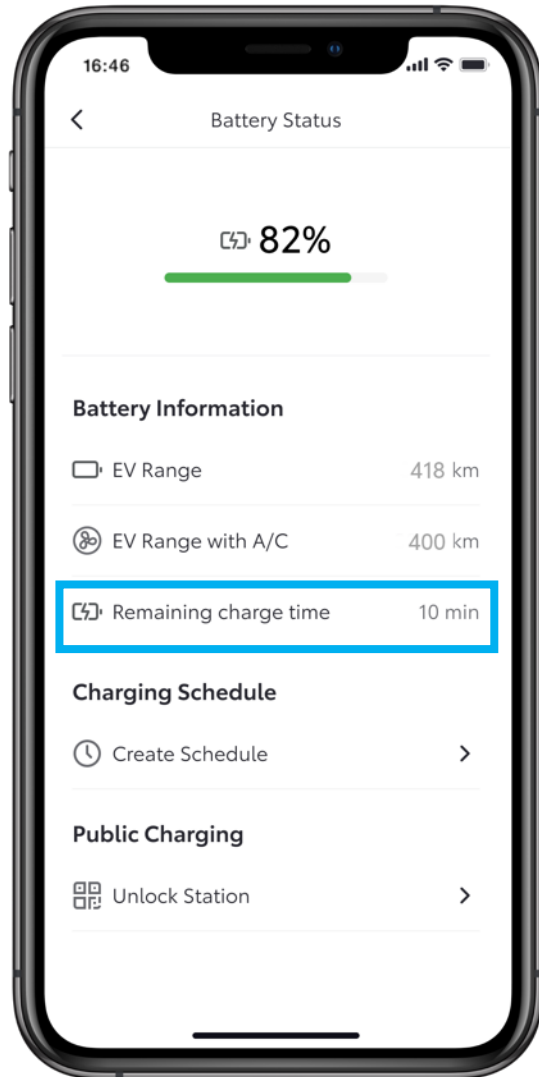 16:46
Battery Status
82%
Battery Information
EV Range 418 km
EV Range with A/C 400 km
Remaining charge time 10 min
Charging Schedule
Create Schedule
Public Charging
Unlock Station